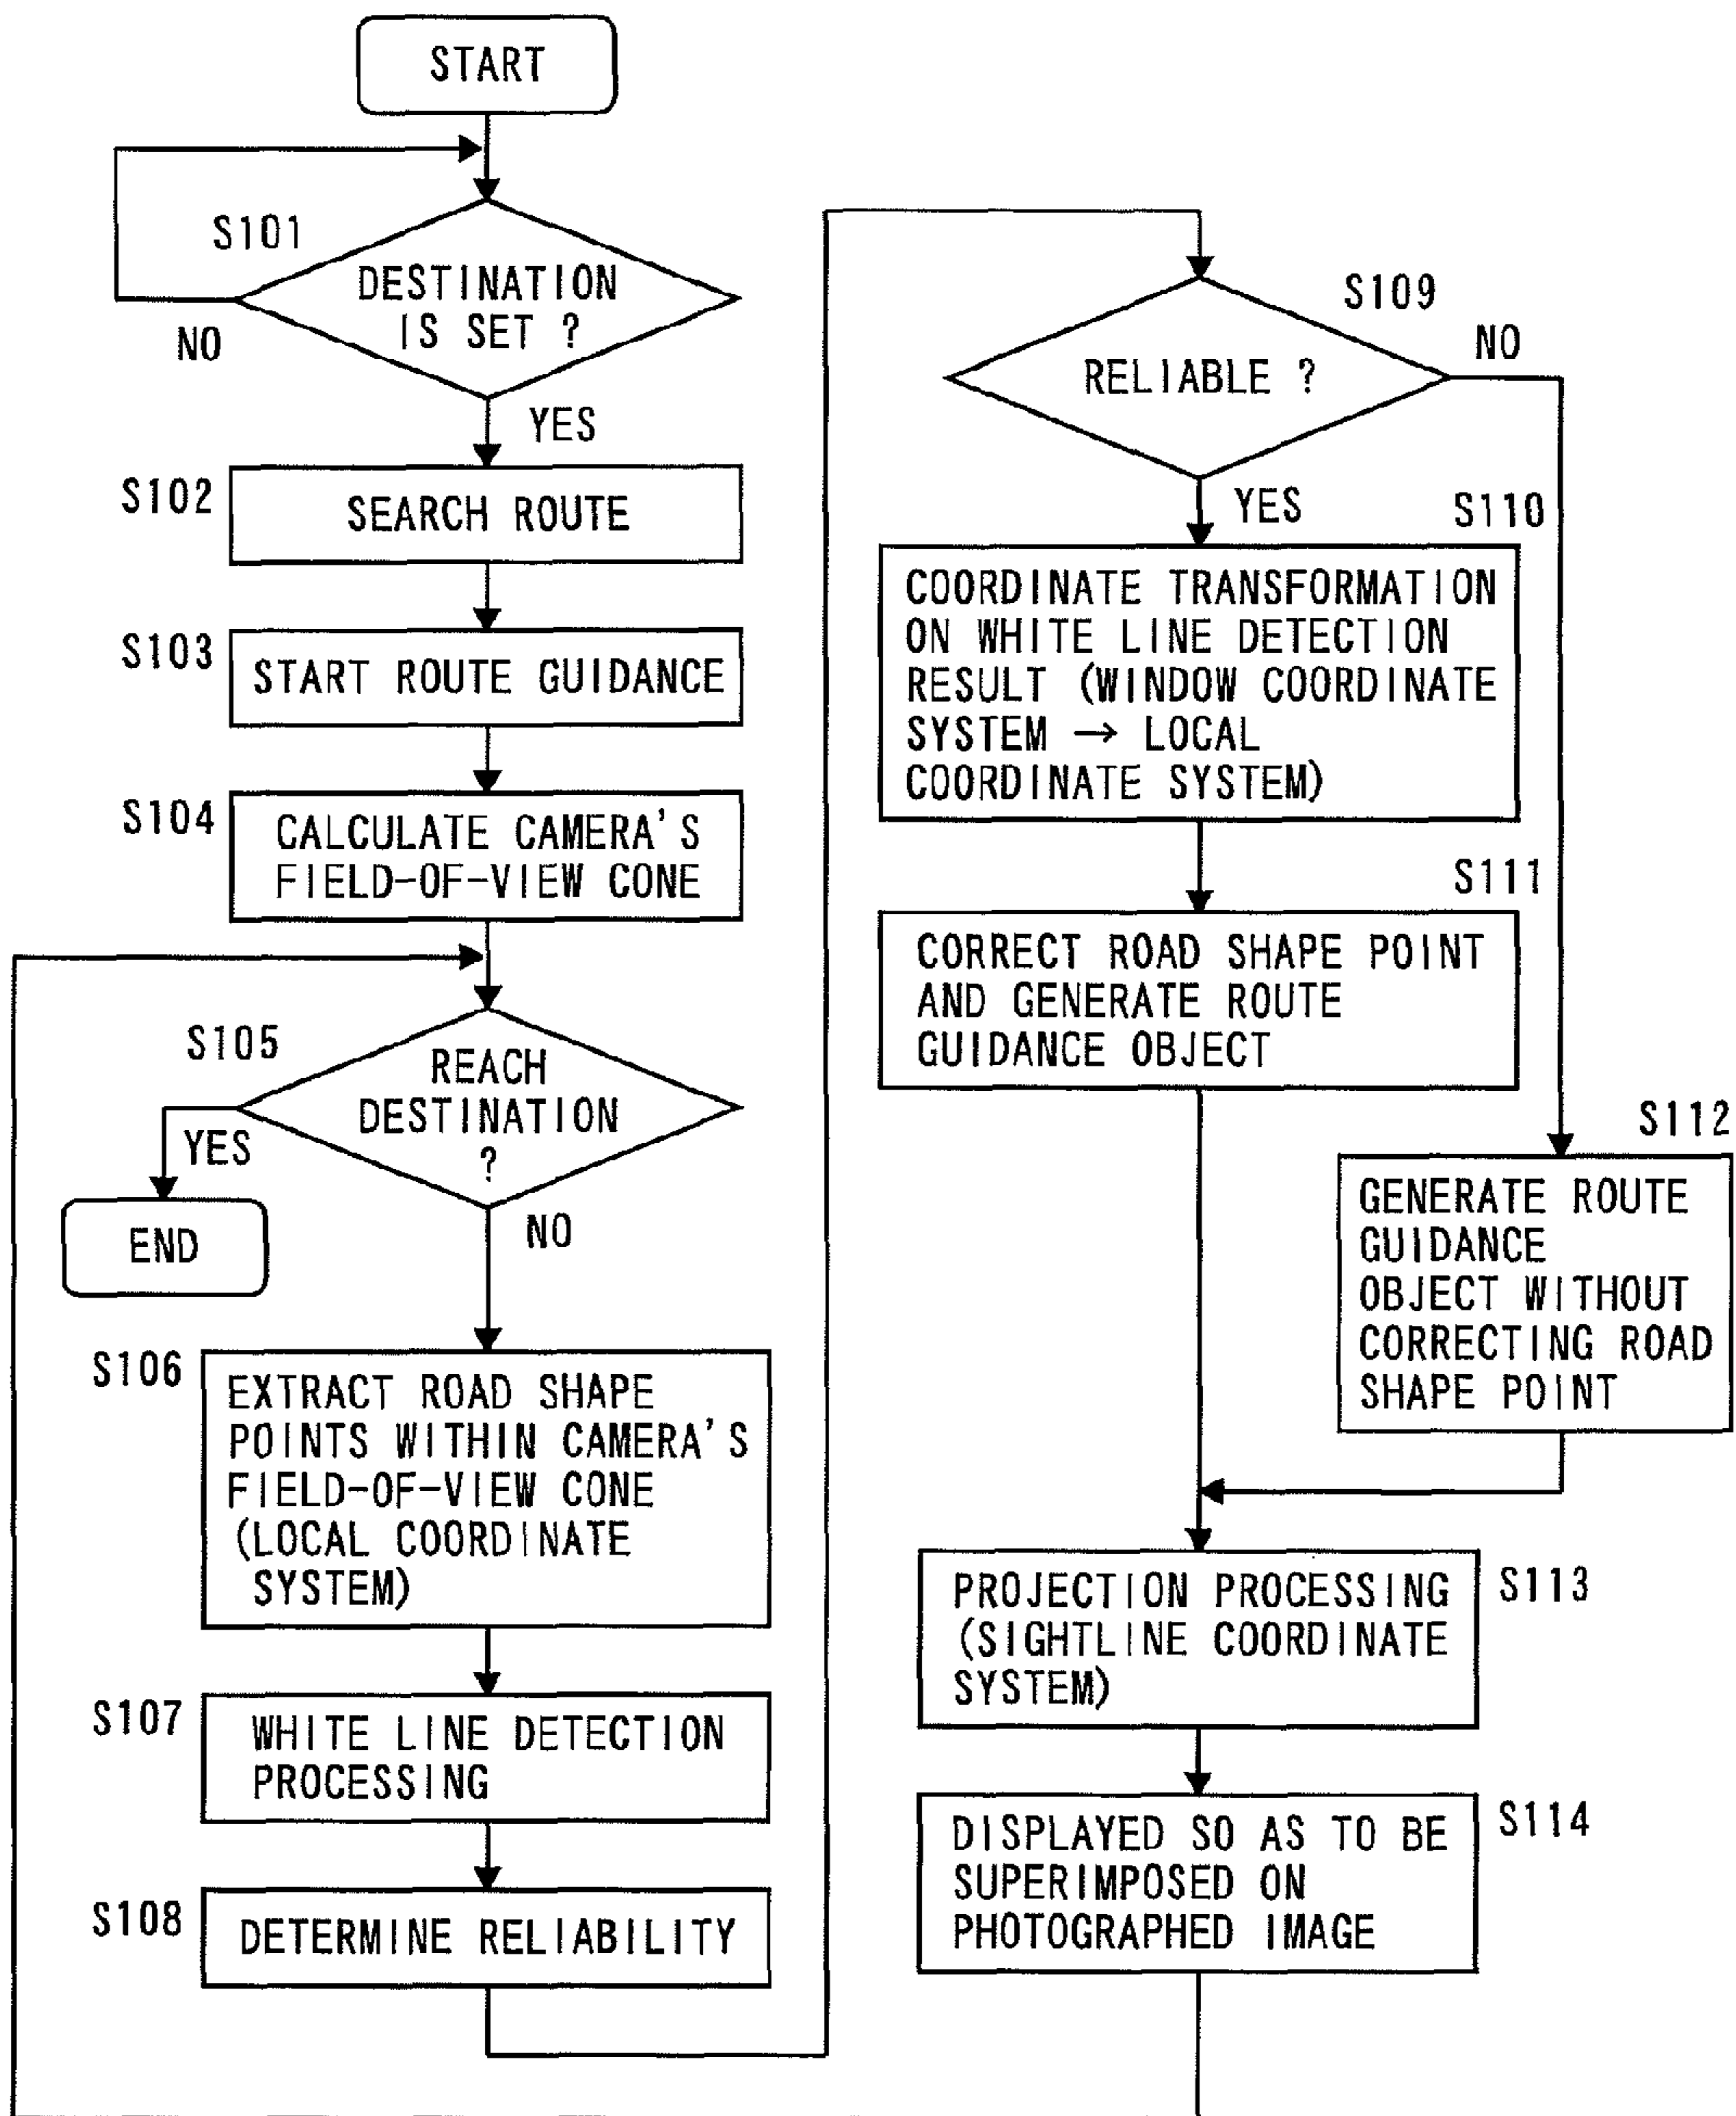 START
S101
DESTINATION
IS SET ?
NO
YES
S102
SEARCH ROUTE
S103
START ROUTE GUIDANCE
S104
CALCULATE CAMERA'S
FIELD-OF-VIEW CONE
S105
REACH
DESTINATION
?
YES
END
NO
S106
EXTRACT ROAD SHAPE
POINTS WITHIN CAMERA'S
FIELD-OF-VIEW CONE
(LOCAL COORDINATE
SYSTEM)
S107
WHITE LINE DETECTION
PROCESSING
S108
DETERMINE RELIABILITY
S109
RELIABLE ?
NO
YES
S110
COORDINATE TRANSFORMATION
ON WHITE LINE DETECTION
RESULT (WINDOW COORDINATE
SYSTEM → LOCAL
COORDINATE SYSTEM)
S111
CORRECT ROAD SHAPE POINT
AND GENERATE ROUTE
GUIDANCE OBJECT
S112
GENERATE ROUTE
GUIDANCE
OBJECT WITHOUT
CORRECTING ROAD
SHAPE POINT
PROJECTION PROCESSING
(SIGHTLINE COORDINATE
SYSTEM)
S113
DISPLAYED SO AS TO BE
SUPERIMPOSED ON
PHOTOGRAPHED IMAGE
S114